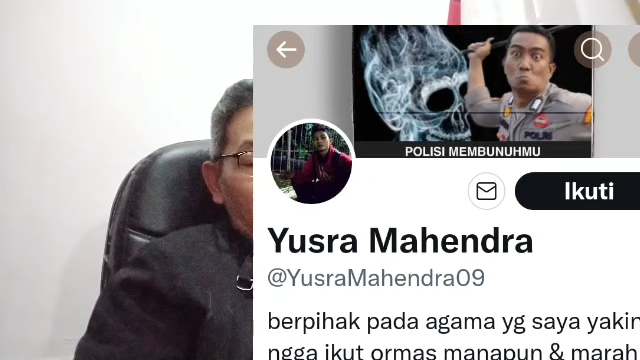 POLISI MEMBUNUHMU
Ikuti
Yusra Mahendra
@YusraMahendra09
berpihak pada agama yg saya yakin
ngga ikut ormas manapun & marah